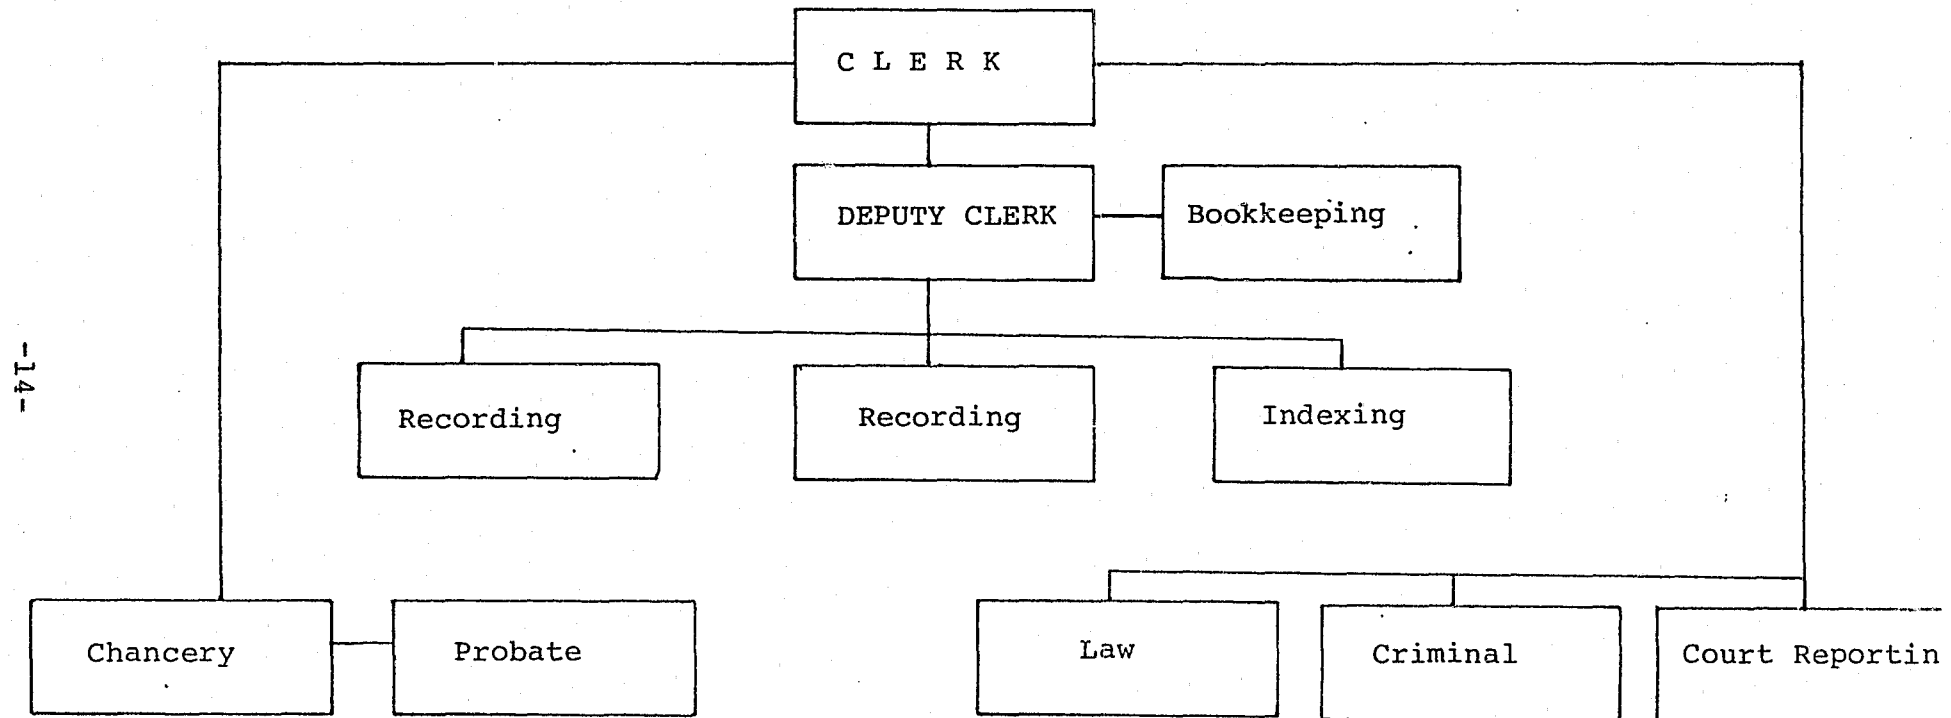 C L E R K
DEPUTY CLERK
Bookkeeping
-14-
Recording
Recording
Indexing
Chancery
Probate
Law
Criminal
Court Reportin